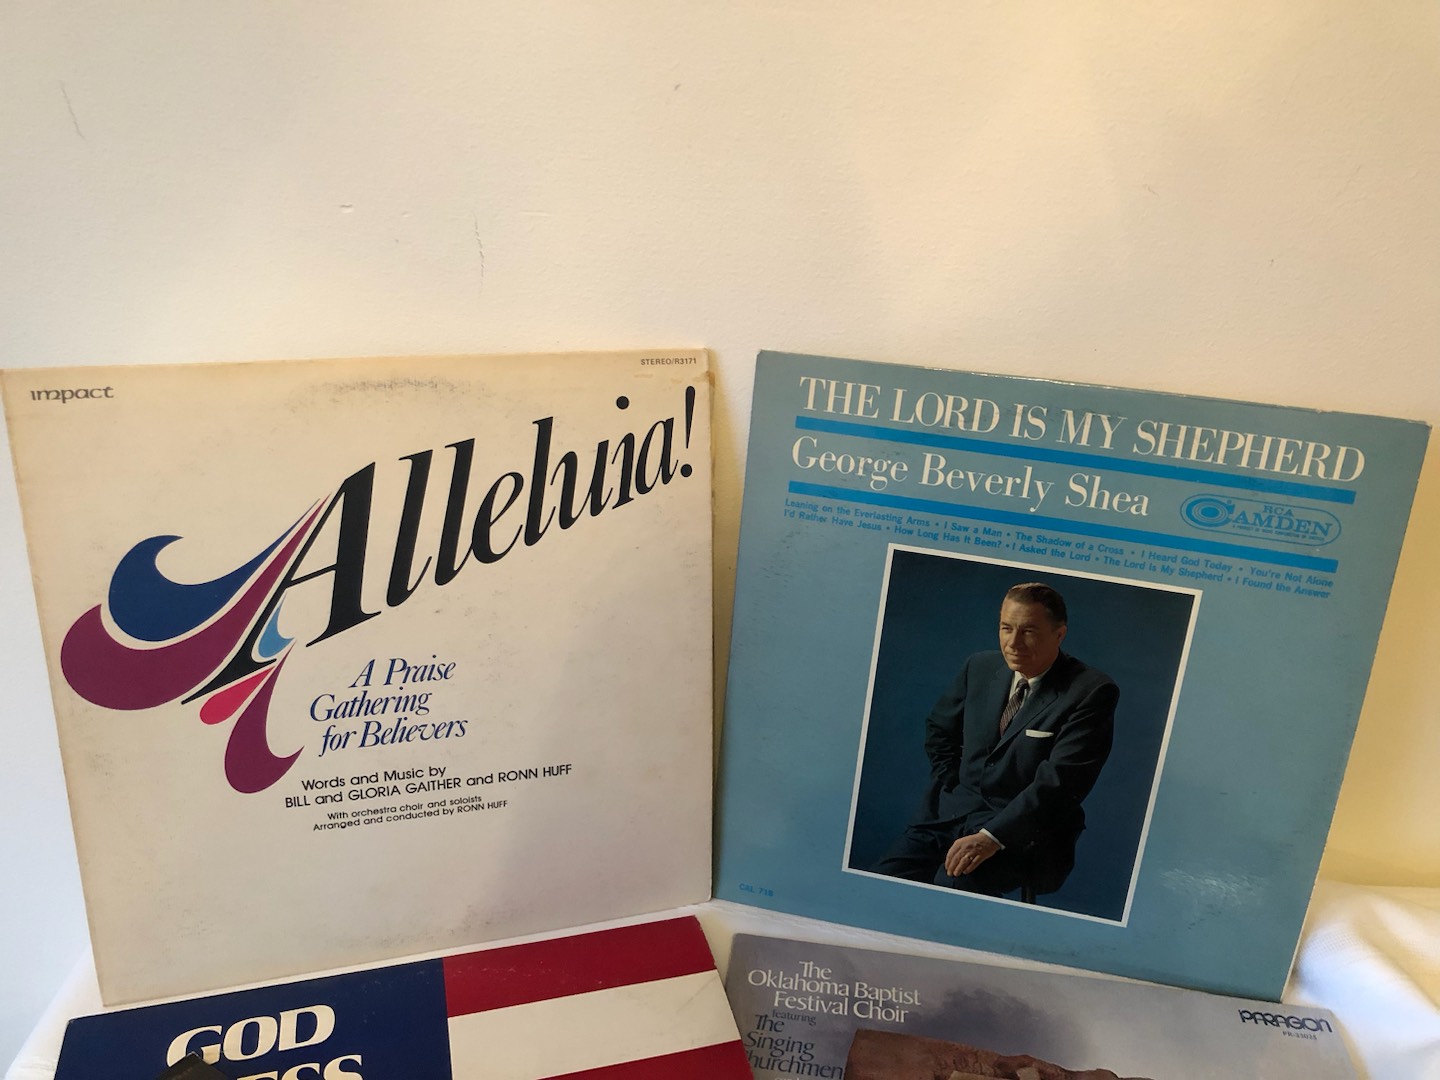 impact
STEREO/R3171
Alleluia!
A Praise
Gathering
for Believers
Words and Music by
BILL and GLORIA GAITHER and RONN HUFF
With orchestra choir and soloists
Arranged and conducted by RONN HUFF
THE LORD IS MY SHEPHERD
George Beverly Shea
RCA
CAMDEN
Leaning on the Everlasting Arms • I Saw a Man • The Shadow of a Cross • I Heard God Today • You're Not Alone
I'd Rather Have Jesus • How Long Has It Been? • I Asked the Lord • The Lord Is My Shepherd • I Found the Answer
CAL 716
GOD
The
Oklahoma Baptist
Festival Choir
featuring
The
Singing
PARAGON